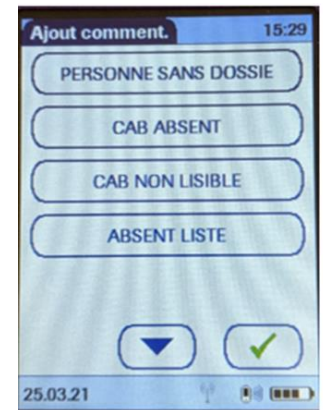 Ajout comment. 15:29
PERSONNE SANS DOSSIE
CAB ABSENT
CAB NON LISIBLE
ABSENT LISTE
25.03.21